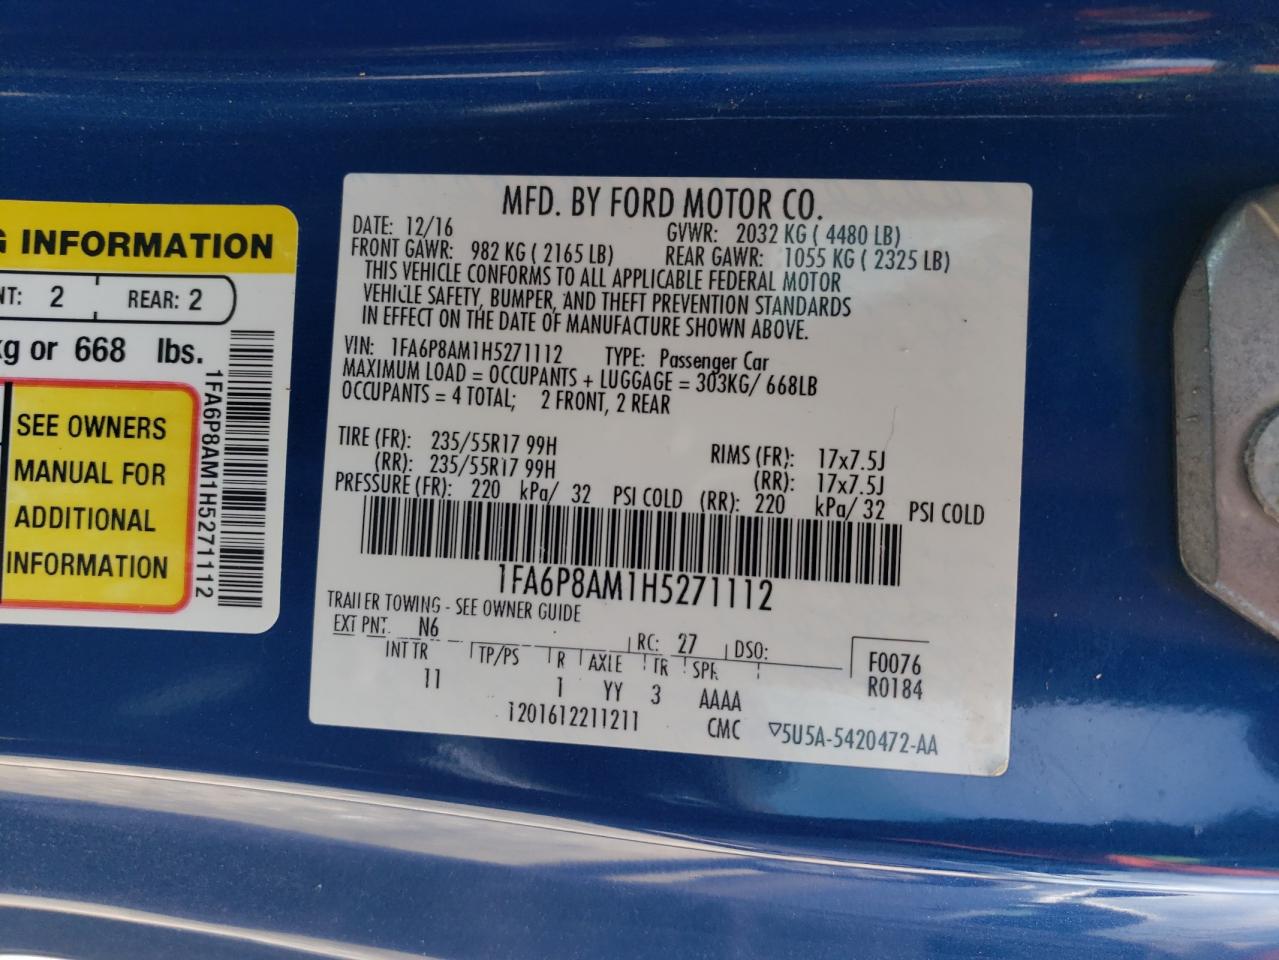 G INFORMATION
NT: 2 REAR: 2
kg or 668 lbs.
SEE OWNERS
MANUAL FOR
ADDITIONAL
INFORMATION
1FA6P8AM1H5271112
MFD. BY FORD MOTOR CO.
DATE: 12/16 GVWR: 2032 KG ( 4480 LB)
FRONT GAWR: 982 KG ( 2165 LB) REAR GAWR: 1055 KG ( 2325 LB)
THIS VEHICLE CONFORMS TO ALL APPLICABLE FEDERAL MOTOR
VEHICLE SAFETY, BUMPER, AND THEFT PREVENTION STANDARDS
IN EFFECT ON THE DATE OF MANUFACTURE SHOWN ABOVE.
VIN: 1FA6P8AM1H5271112 TYPE: Passenger Car
MAXIMUM LOAD = OCCUPANTS + LUGGAGE = 303KG/ 668LB
OCCUPANTS = 4 TOTAL; 2 FRONT, 2 REAR
TIRE (FR): 235/55R17 99H RIMS (FR): 17x7.5J
(RR): 235/55R17 99H (RR): 17x7.5J
PRESSURE (FR): 220 kPa/ 32 PSI COLD (RR): 220 kPa/ 32 PSI COLD
1FA6P8AM1H5271112
TRAILER TOWING - SEE OWNER GUIDE
EXT PNT: N6 RC: 27 DSO:
INT TR TP/PS R AXLE TR SPR F0076
11 1 YY 3 AAAA R0184
1201612211211 CMC ▽5U5A-5420472-AA